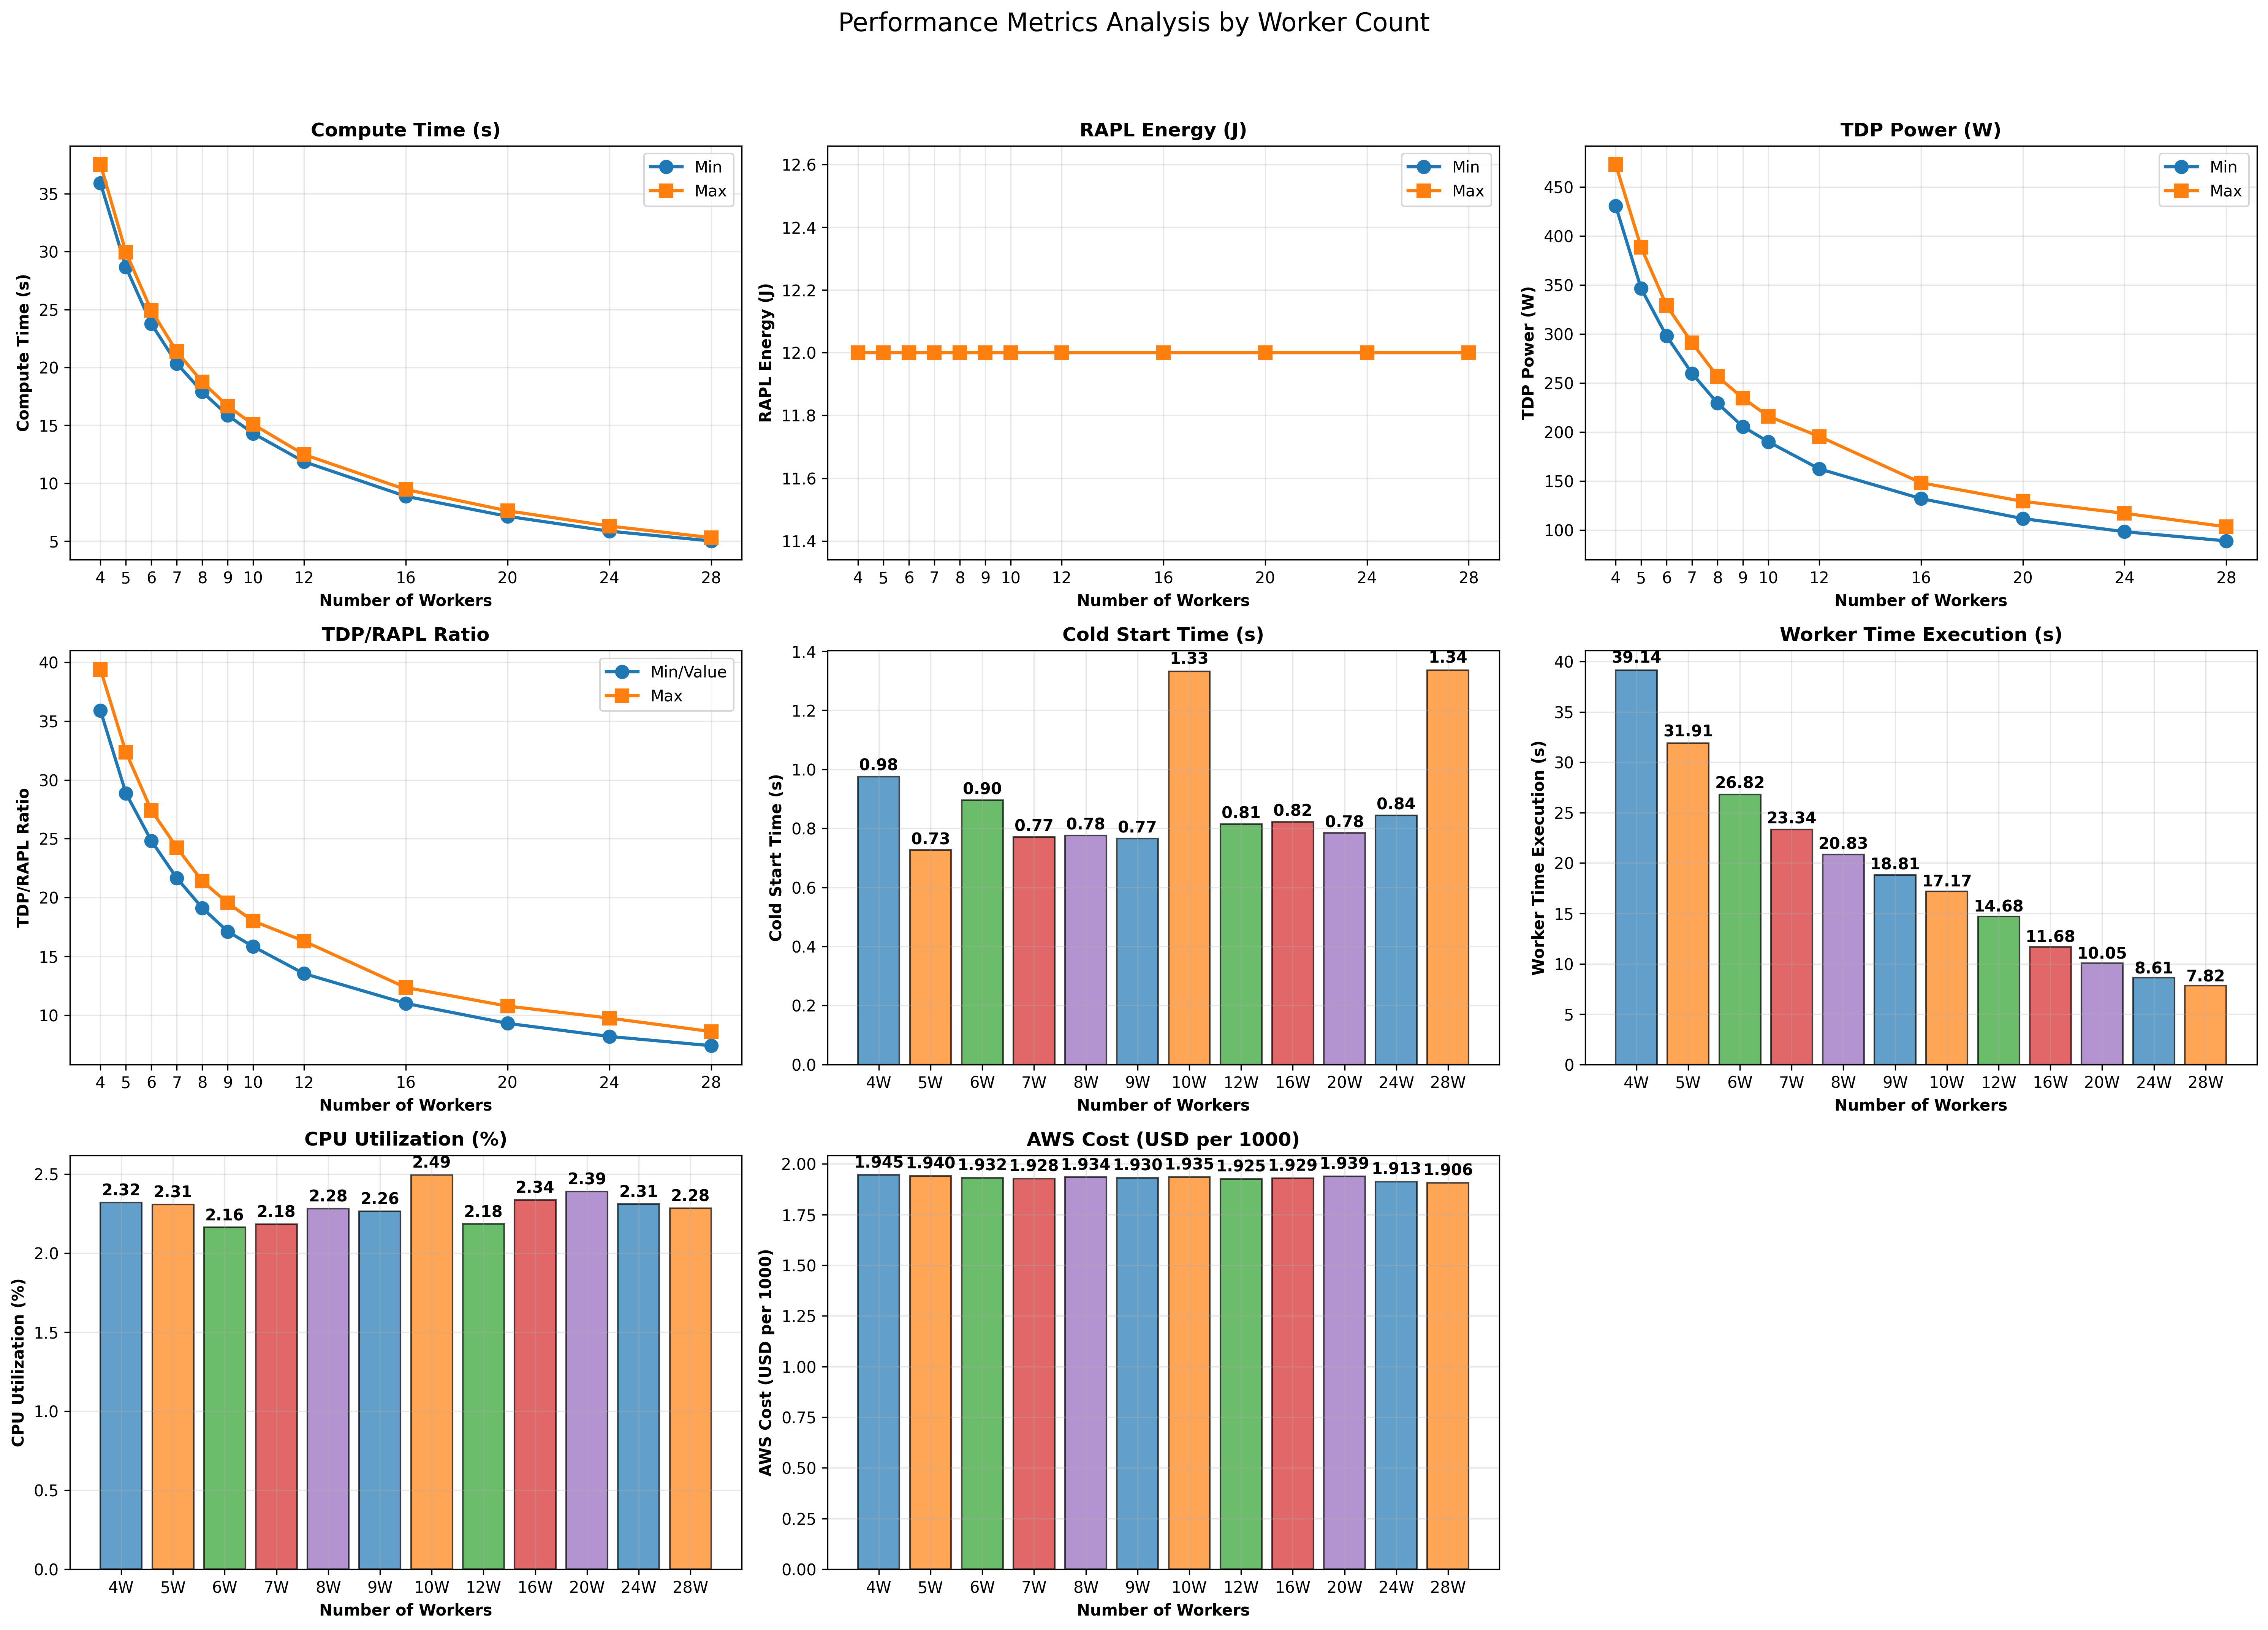 Performance Metrics Analysis by Worker Count
Compute Time (s)
Compute Time (s)
35
30
25
20
15
10
5
Min
Max
4 5 6 7 8 9 10 12 16 20 24 28
Number of Workers
RAPL Energy (J)
RAPL Energy (J)
12.6
12.4
12.2
12.0
11.8
11.6
11.4
Min
Max
4 5 6 7 8 9 10 12 16 20 24 28
Number of Workers
TDP Power (W)
TDP Power (W)
450
400
350
300
250
200
150
100
Min
Max
4 5 6 7 8 9 10 12 16 20 24 28
Number of Workers
TDP/RAPL Ratio
TDP/RAPL Ratio
40
35
30
25
20
15
10
Min/Value
Max
4 5 6 7 8 9 10 12 16 20 24 28
Number of Workers
Cold Start Time (s)
Cold Start Time (s)
1.4
1.2
1.0
0.8
0.6
0.4
0.2
0.0
0.98 0.73 0.90 0.77 0.78 0.77 1.33 0.81 0.82 0.78 0.84 1.34
4W 5W 6W 7W 8W 9W 10W 12W 16W 20W 24W 28W
Number of Workers
Worker Time Execution (s)
Worker Time Execution (s)
40
35
30
25
20
15
10
5
0
39.14 31.91 26.82 23.34 20.83 18.81 17.17 14.68 11.68 10.05 8.61 7.82
4W 5W 6W 7W 8W 9W 10W 12W 16W 20W 24W 28W
Number of Workers
CPU Utilization (%)
CPU Utilization (%)
2.5
2.0
1.5
1.0
0.5
0.0
2.32 2.31 2.16 2.18 2.28 2.26 2.49 2.18 2.34 2.39 2.31 2.28
4W 5W 6W 7W 8W 9W 10W 12W 16W 20W 24W 28W
Number of Workers
AWS Cost (USD per 1000)
AWS Cost (USD per 1000)
2.00
1.75
1.50
1.25
1.00
0.75
0.50
0.25
0.00
1.945 1.940 1.932 1.928 1.934 1.930 1.935 1.925 1.929 1.939 1.913 1.906
4W 5W 6W 7W 8W 9W 10W 12W 16W 20W 24W 28W
Number of Workers